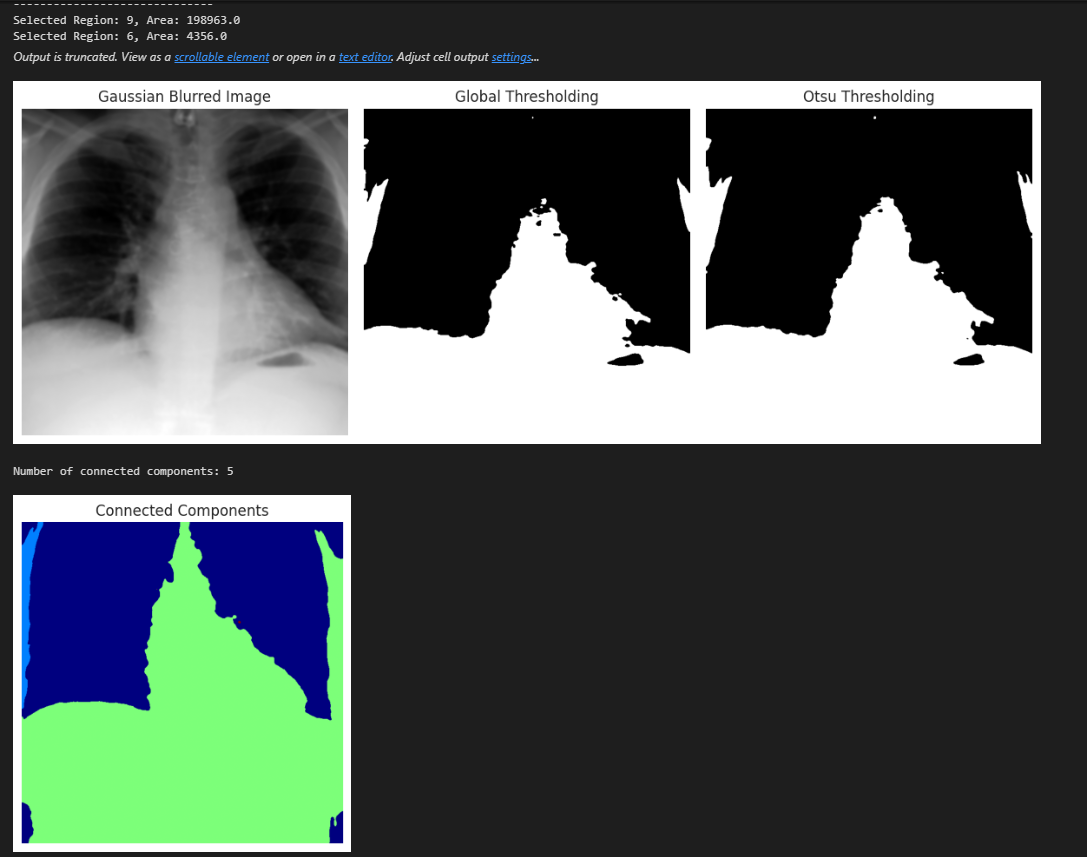 ------------------------------
Selected Region: 9, Area: 198963.0
Selected Region: 6, Area: 4356.0
Output is truncated. View as a scrollable element or open in a text editor. Adjust cell output settings...
Gaussian Blurred Image
Global Thresholding
Otsu Thresholding
Number of connected components: 5
Connected Components